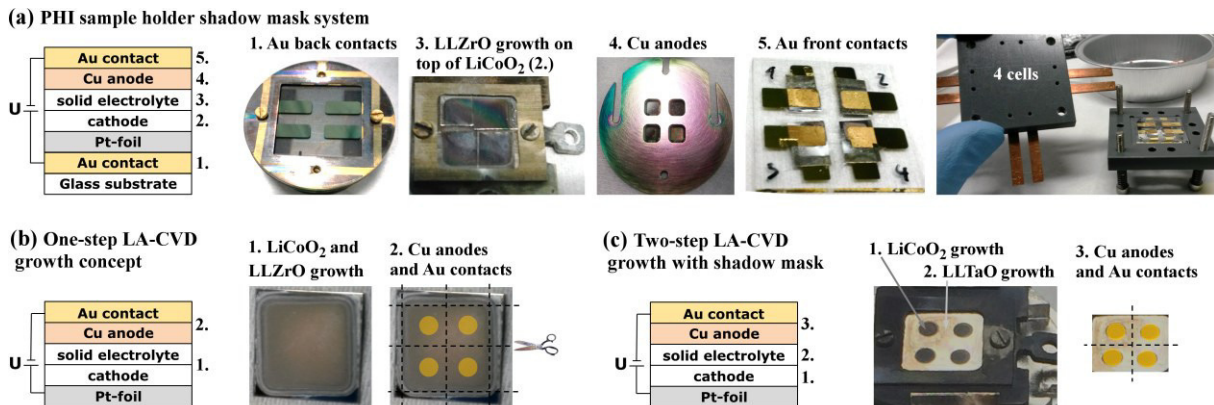 (a) PHI sample holder shadow mask system
Au contact 5.
Cu anode 4.
solid electrolyte 3.
cathode 2.
Pt-foil
Au contact 1.
Glass substrate
U
1. Au back contacts
3. LLZrO growth on
top of LiCoO₂ (2.)
4. Cu anodes
5. Au front contacts
1
2
3
4
4 cells
(b) One-step LA-CVD
growth concept
Au contact 2.
Cu anode
solid electrolyte 1.
cathode
Pt-foil
U
1. LiCoO₂ and
LLZrO growth
2. Cu anodes
and Au contacts
(c) Two-step LA-CVD
growth with shadow mask
Au contact 3.
Cu anode
solid electrolyte 2.
cathode 1.
Pt-foil
U
1. LiCoO₂ growth
2. LLTaO growth
3. Cu anodes
and Au contacts